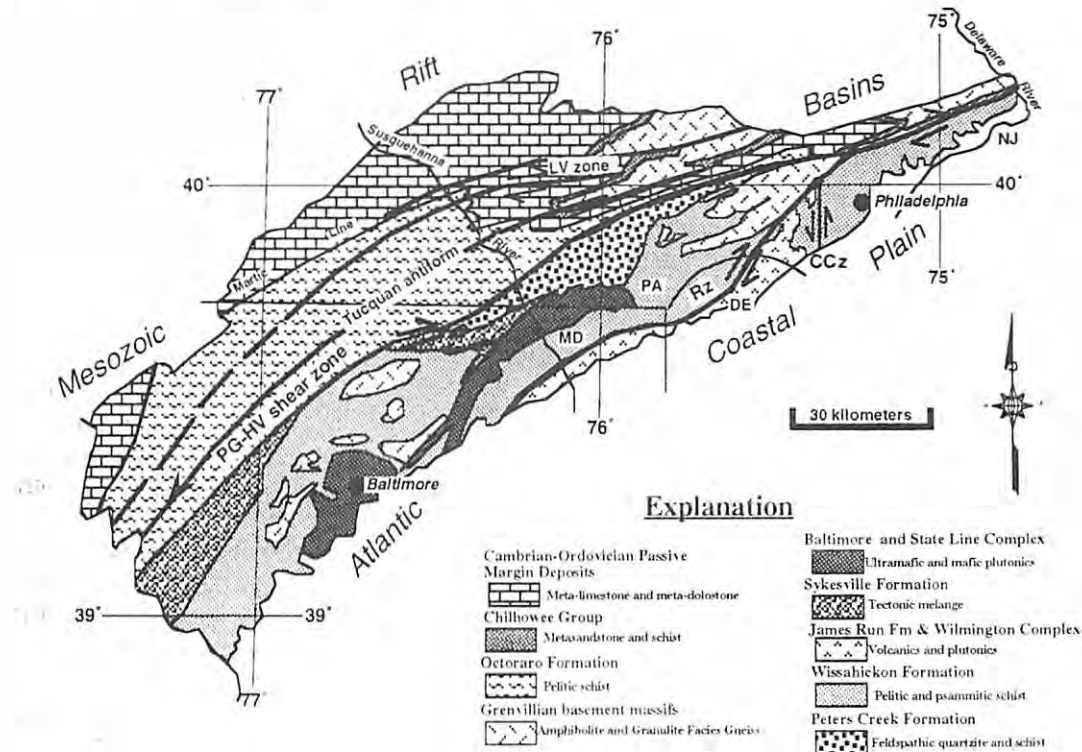 75°
76°
Delaware
River
Rift
Basins
77°
Susquehanna
River
NJ
LV zone
40°
40°
Philadelphia
Martic
Line
Tucquan antiform
Plain
CCz
75°
PA
Rz
DE
Coastal
MD
Mesozoic
PG-HV shear zone
76°
30 kilometers
Baltimore
Atlantic
39°
39°
77°
Explanation
Cambrian-Ordovician Passive
Margin Deposits
Meta-limestone and meta-dolostone
Chilhowee Group
Metasandstone and schist
Octoraro Formation
Pelitic schist
Grenvillian basement massifs
Amphibolite and Granulite Facies Gneiss
Baltimore and State Line Complex
Ultramafic and mafic plutonics
Sykesville Formation
Tectonic melange
James Run Fm & Wilmington Complex
Volcanics and plutonics
Wissahickon Formation
Pelitic and psammitic schist
Peters Creek Formation
Feldspathic quartzite and schist